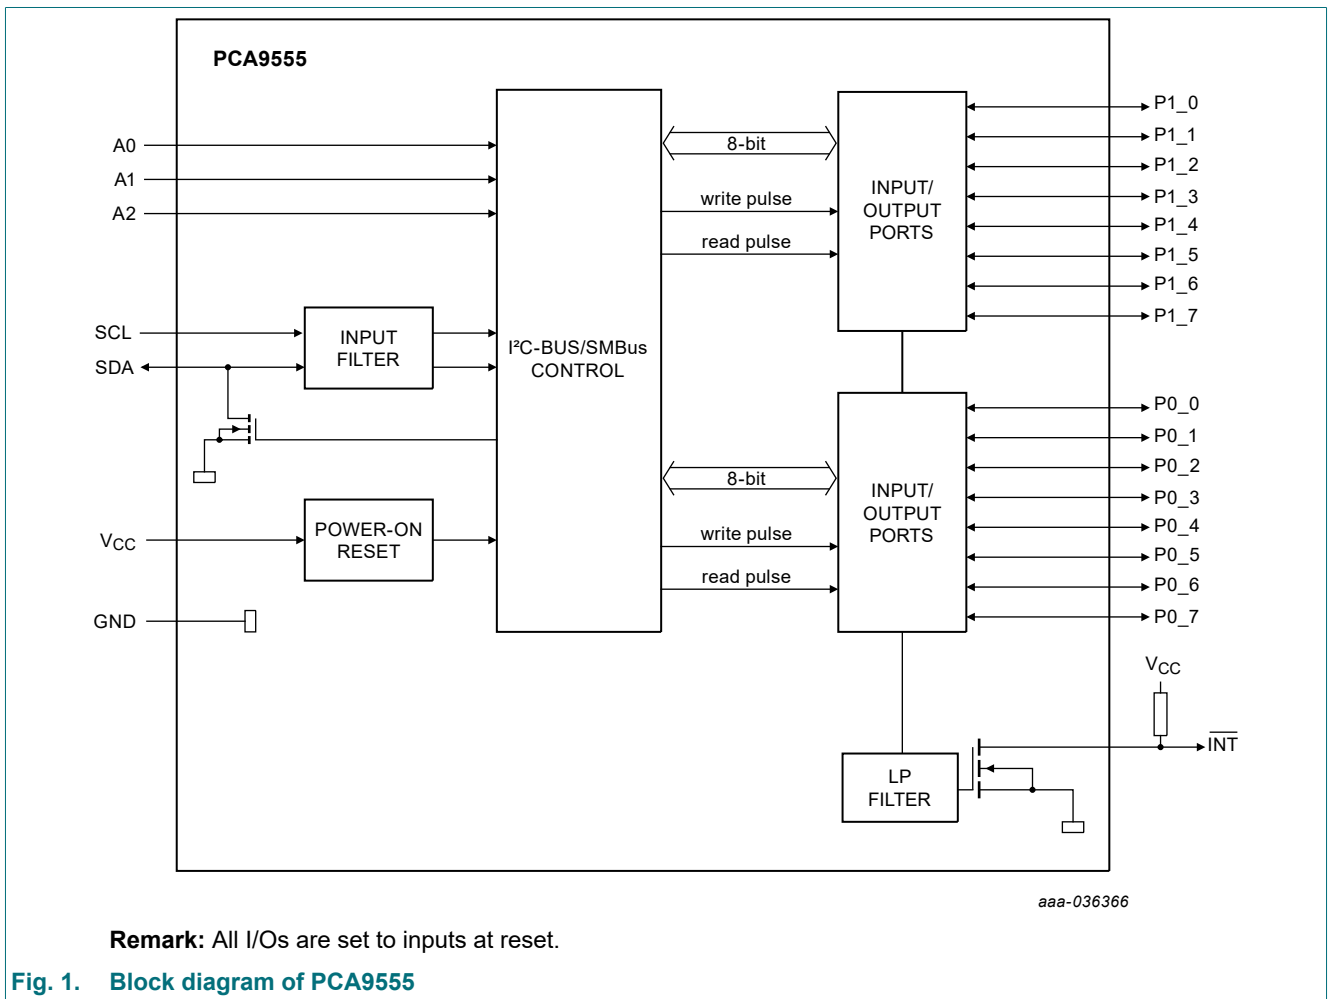 PCA9555
A0
A1
A2
SCL
SDA
VCC
GND
INPUT
FILTER
POWER-ON
RESET
I²C-BUS/SMBus
CONTROL
8-bit
write pulse
read pulse
8-bit
write pulse
read pulse
INPUT/
OUTPUT
PORTS
INPUT/
OUTPUT
PORTS
LP
FILTER
P1_0
P1_1
P1_2
P1_3
P1_4
P1_5
P1_6
P1_7
P0_0
P0_1
P0_2
P0_3
P0_4
P0_5
P0_6
P0_7
VCC
INT
aaa-036366
Remark: All I/Os are set to inputs at reset.
Fig. 1. Block diagram of PCA9555